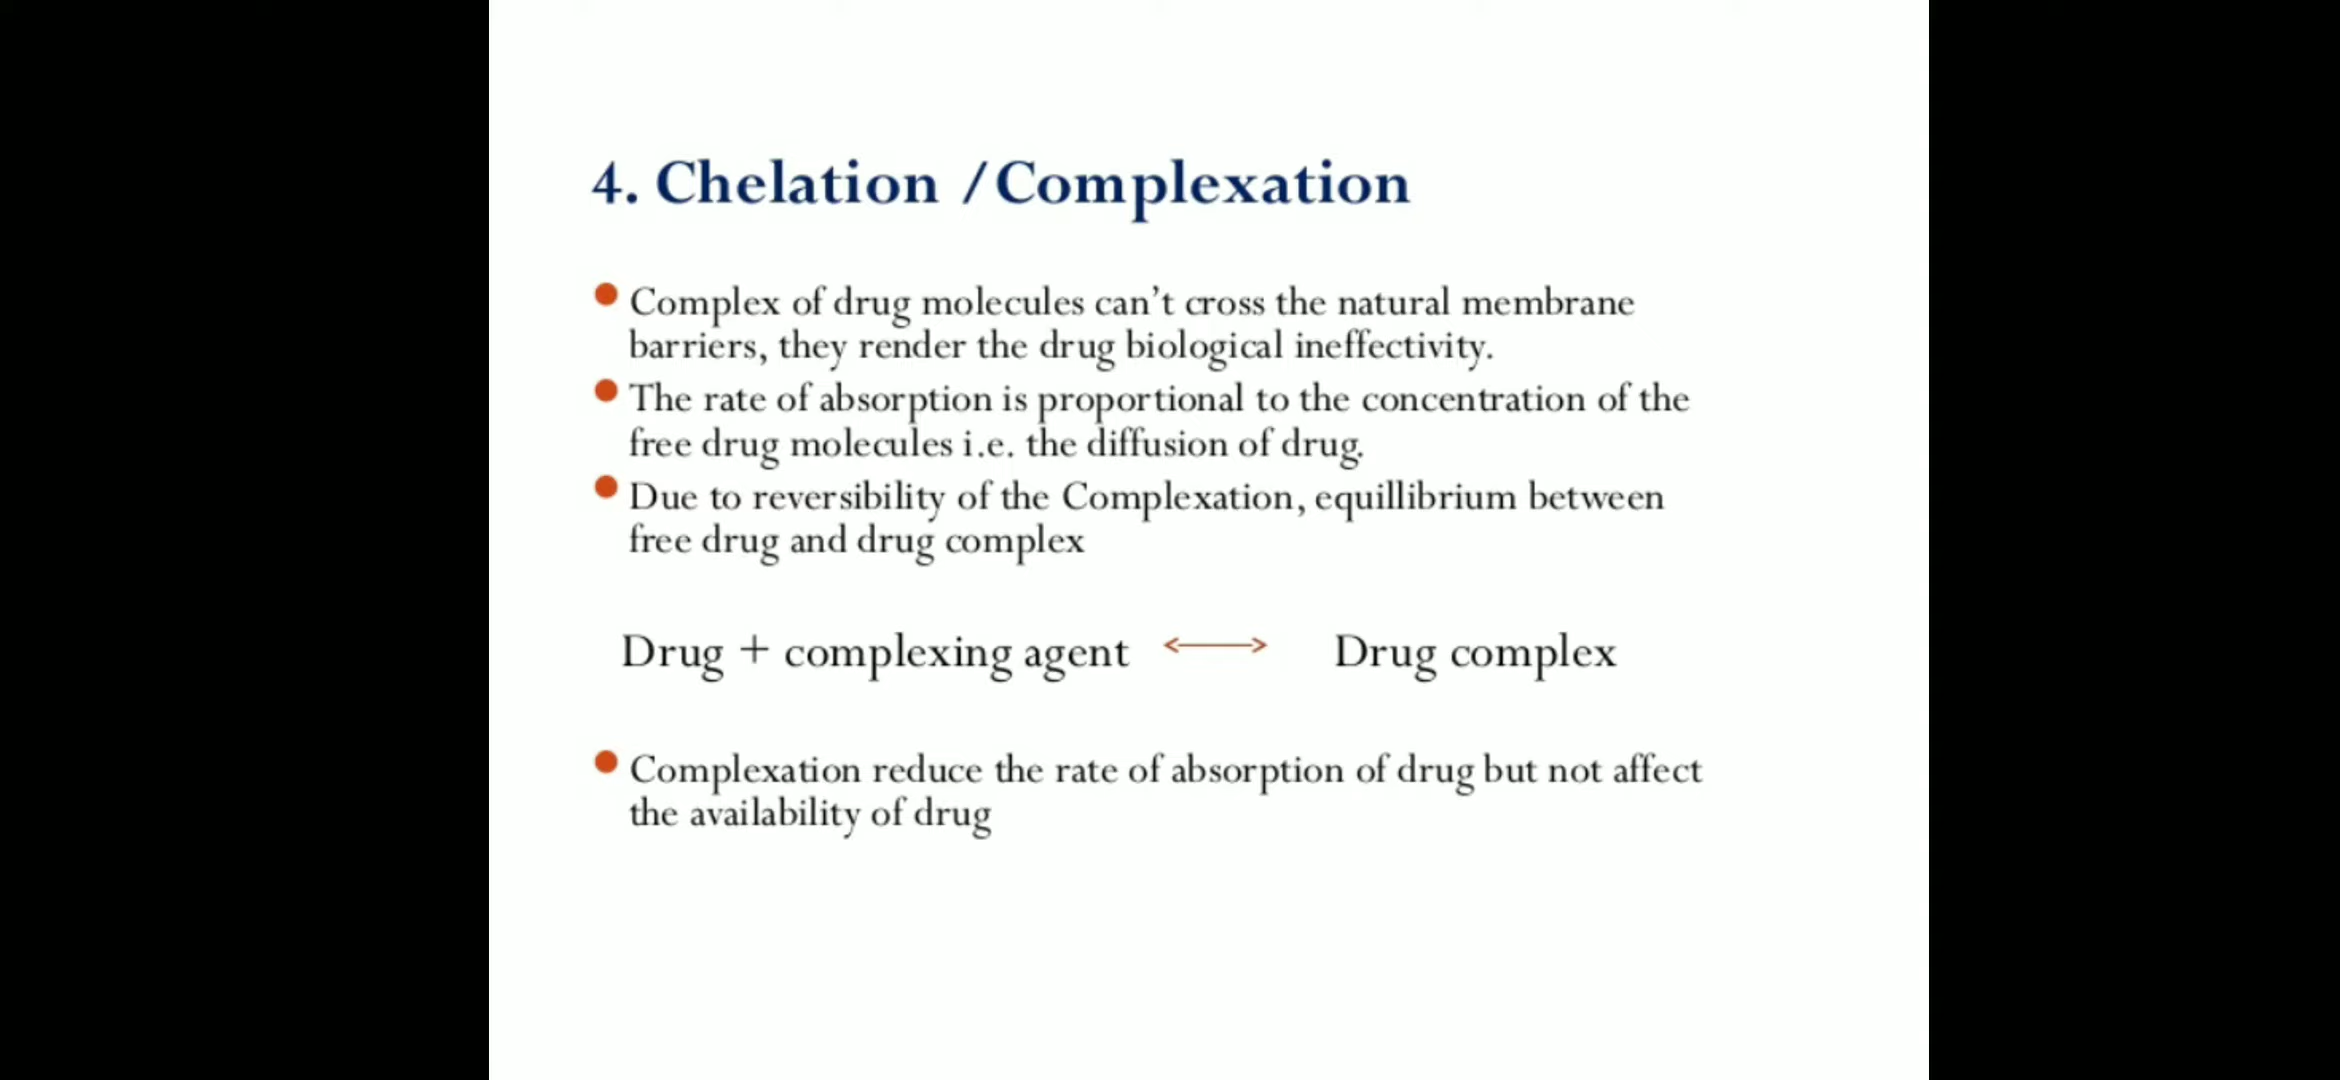 4. Chelation /Complexation
Complex of drug molecules can't cross the natural membrane
barriers, they render the drug biological ineffectivity.
The rate of absorption is proportional to the concentration of the
free drug molecules i.e. the diffusion of drug.
Due to reversibility of the Complexation, equillibrium between
free drug and drug complex
Drug + complexing agent <——> Drug complex
Complexation reduce the rate of absorption of drug but not affect
the availability of drug